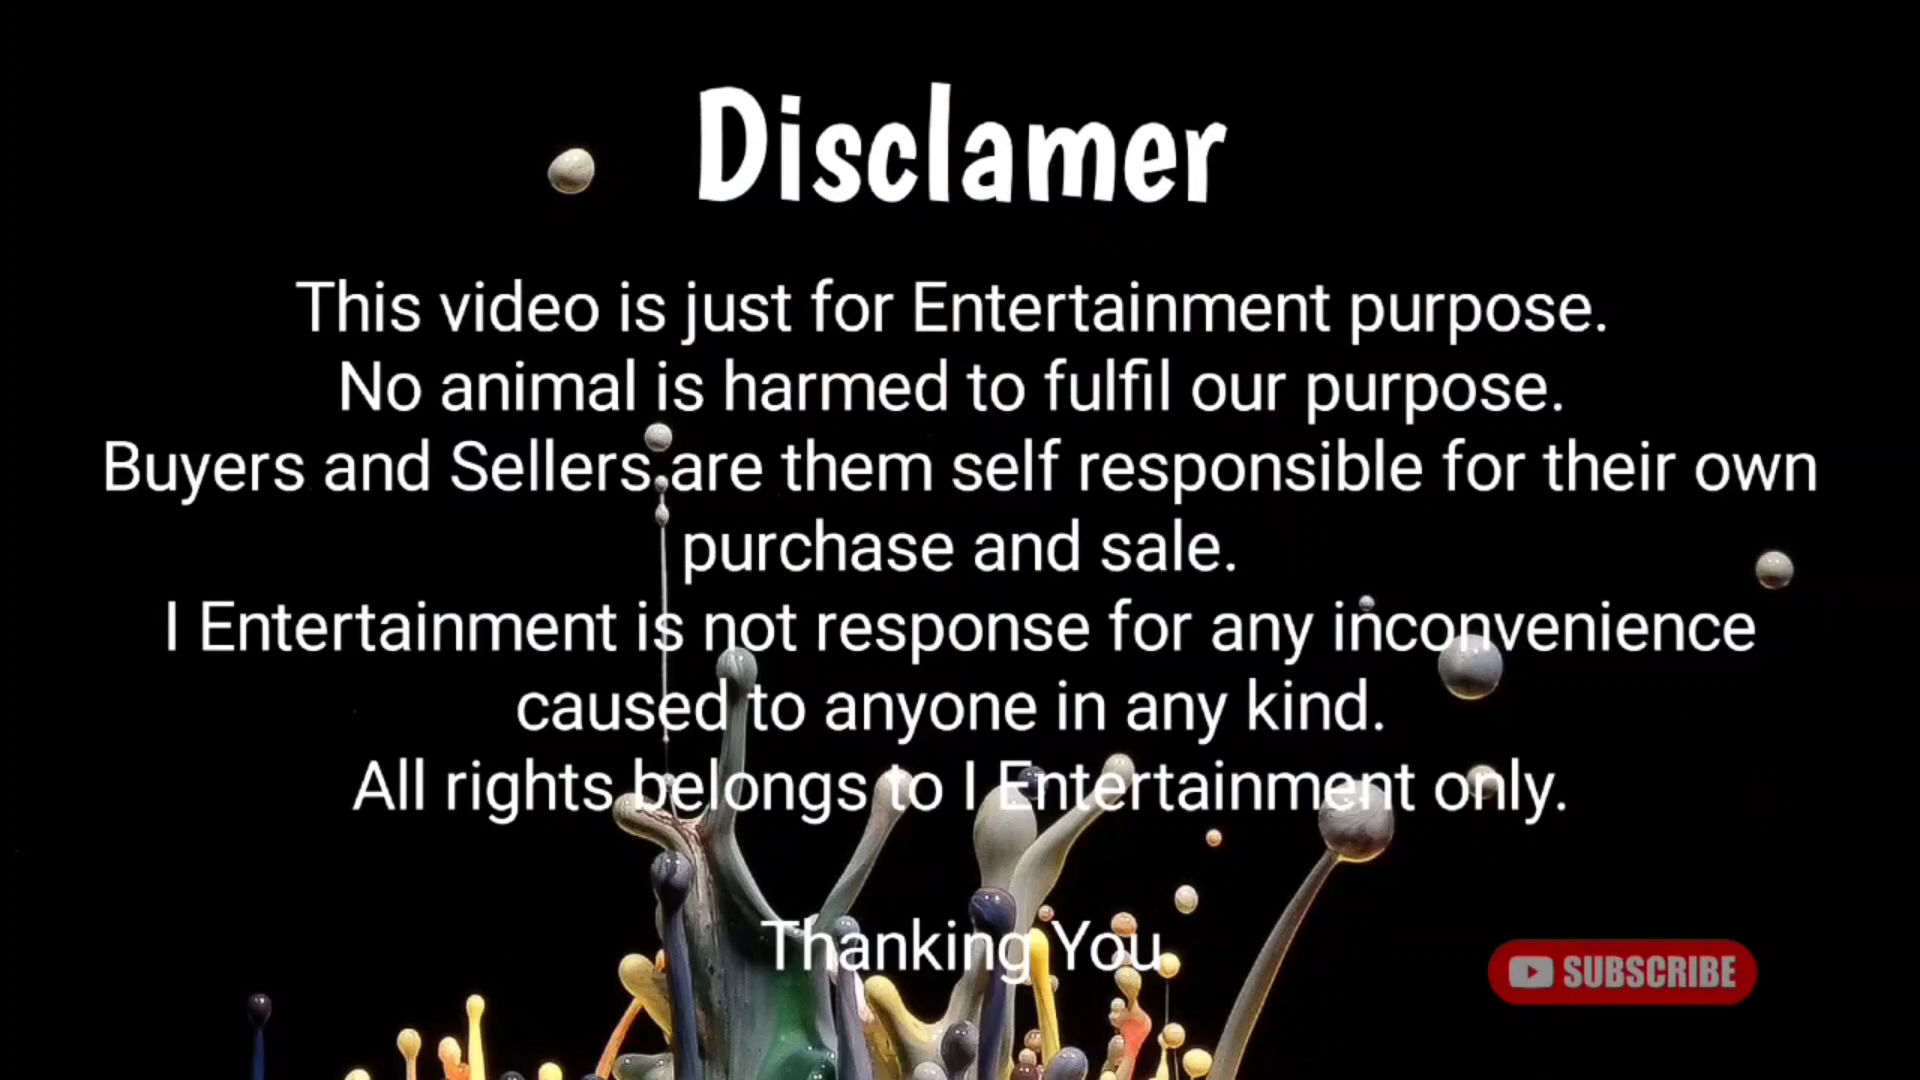 Disclamer
This video is just for Entertainment purpose.
No animal is harmed to fulfil our purpose.
Buyers and Sellers are them self responsible for their own
purchase and sale.
I Entertainment is not response for any inconvenience
caused to anyone in any kind.
All rights belongs to I Entertainment only.
Thanking You
SUBSCRIBE